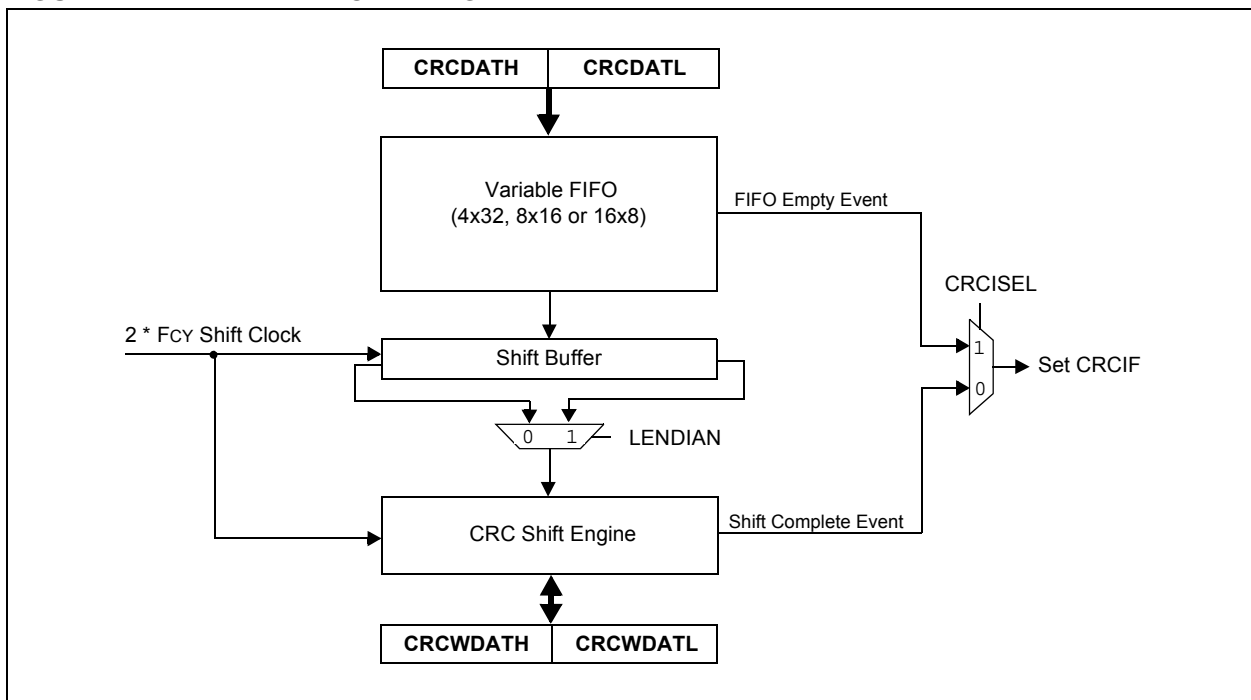 CRCDATH CRCDATL
Variable FIFO
(4x32, 8x16 or 16x8)
FIFO Empty Event
CRCISEL
2 * FCY Shift Clock
1
Set CRCIF
Shift Buffer
0
0 1
LENDIAN
Shift Complete Event
CRC Shift Engine
CRCWDATH CRCWDATL